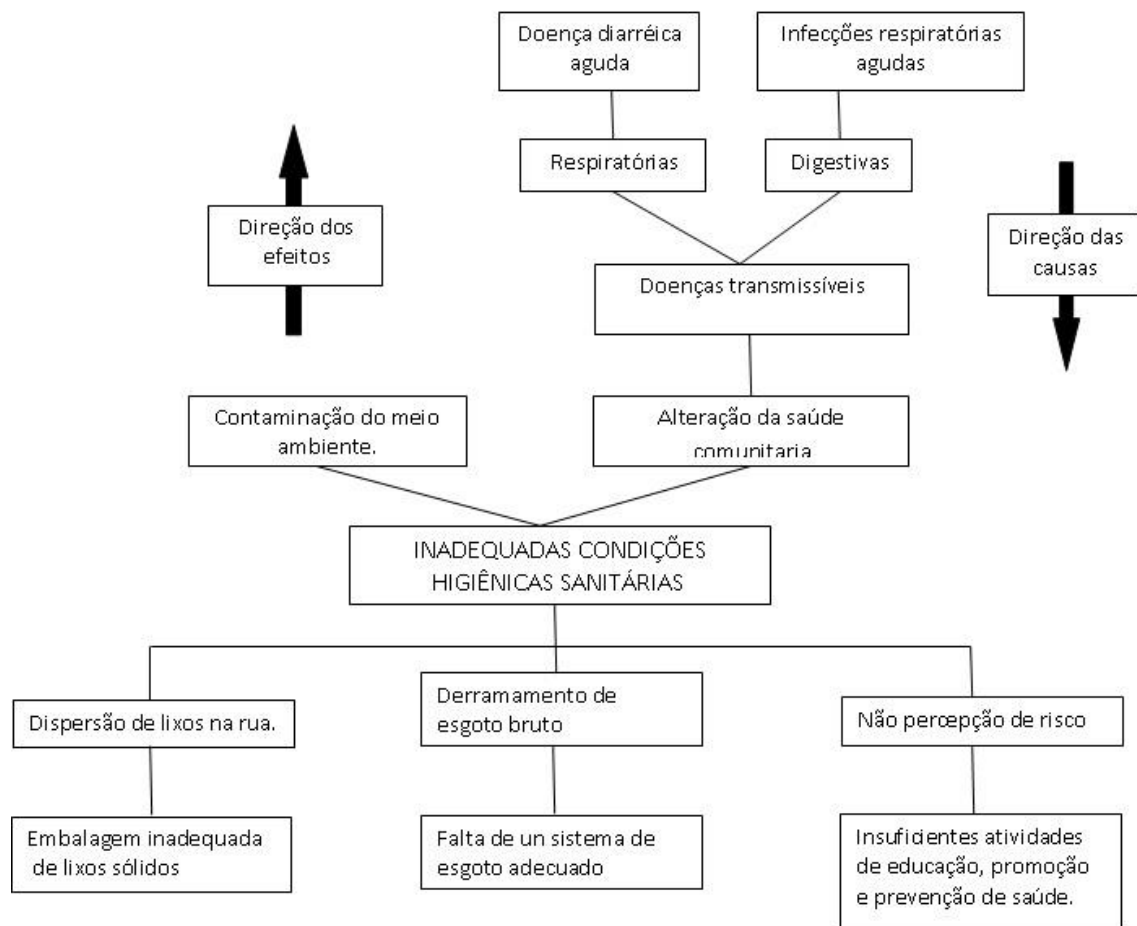 Doença diarréica
aguda
Infecções respiratórias
agudas
Respiratórias
Digestivas
Direção dos
efeitos
Direção das
causas
Doenças transmissíveis
Contaminação do meio
ambiente.
Alteração da saúde
comunitaria
INADEQUADAS CONDIÇÕES
HIGIÊNICAS SANITÁRIAS
Dispersão de lixos na rua.
Derramamento de
esgoto bruto
Não percepção de risco
Embalagem inadequada
de lixos sólidos
Falta de un sistema de
esgoto adecuado
Insuficientes atividades
de educação, promoção
e prevenção de saúde.